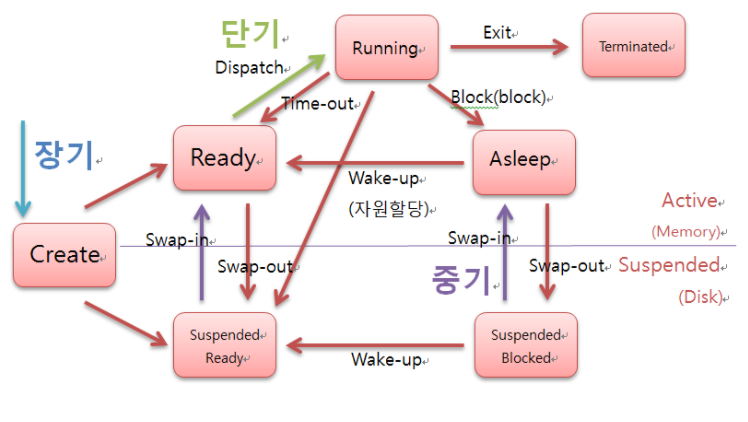 단기
Dispatch
Running
Exit
Terminated
Time-out
Block(block)
장기
Ready
Asleep
Wake-up
(자원할당)
Active
(Memory)
Create
Swap-in
Swap-in
Swap-out
중기
Swap-out
Suspended
(Disk)
Suspended
Ready
Wake-up
Suspended
Blocked